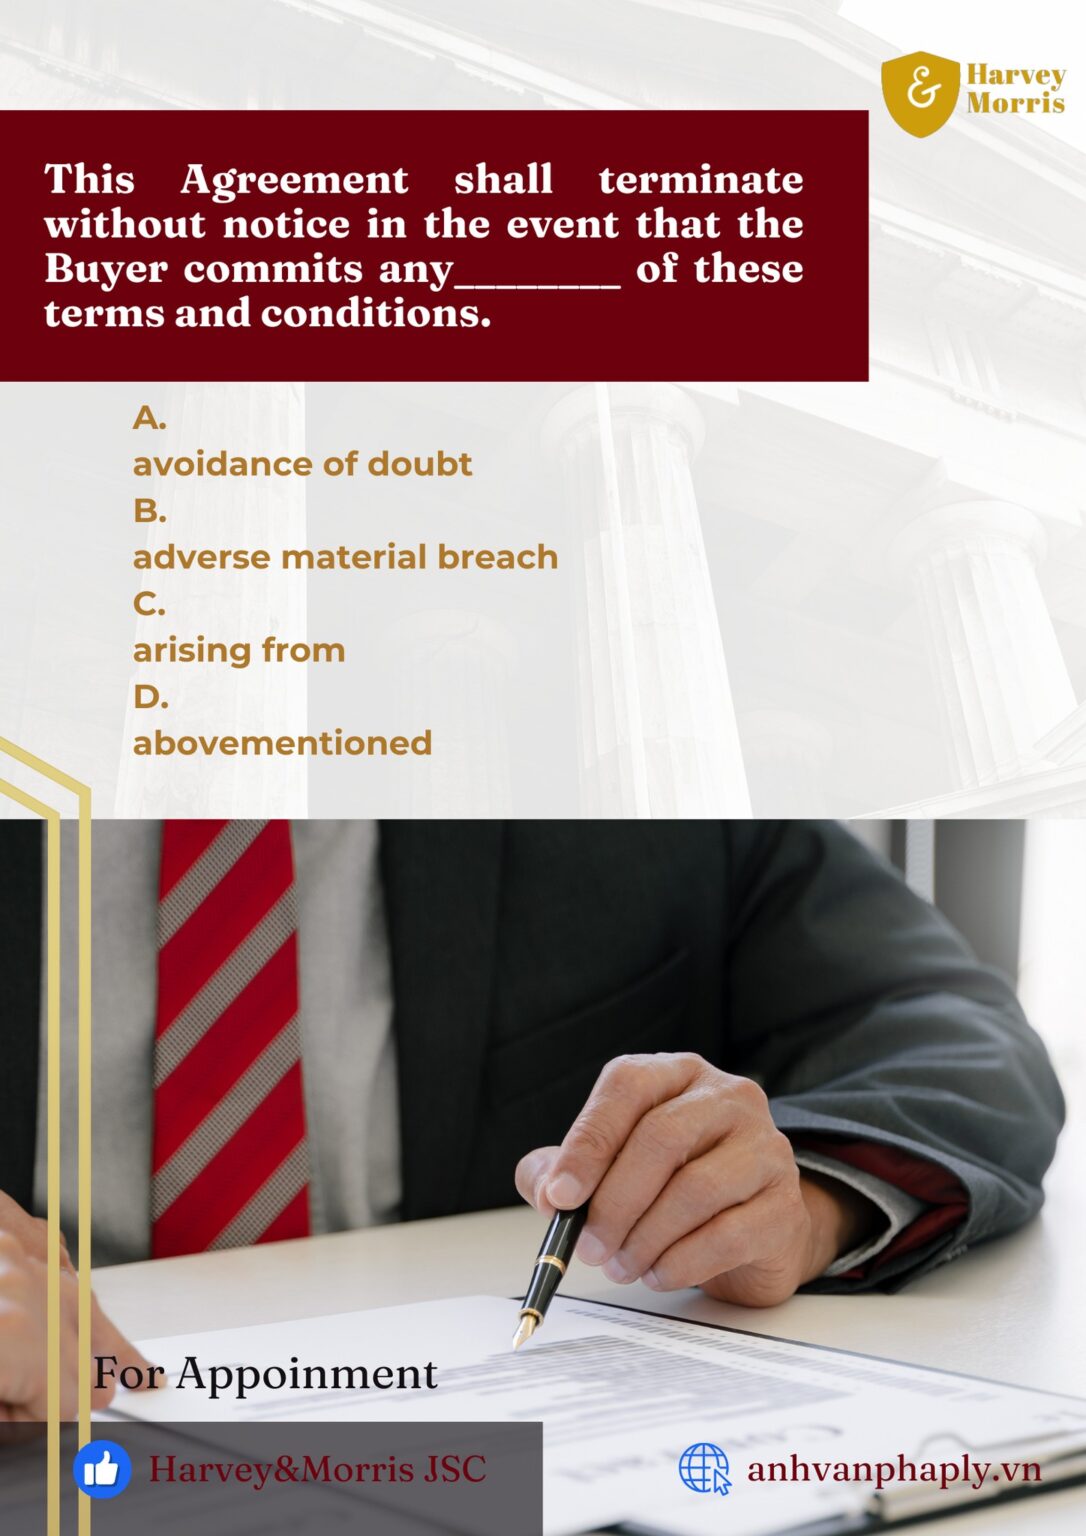 &
Harvey
Morris
This Agreement shall terminate
without notice in the event that the
Buyer commits any________ of these
terms and conditions.
A.
avoidance of doubt
B.
adverse material breach
C.
arising from
D.
abovementioned
For Appoinment
Harvey&Morris JSC
anhvanphaply.vn